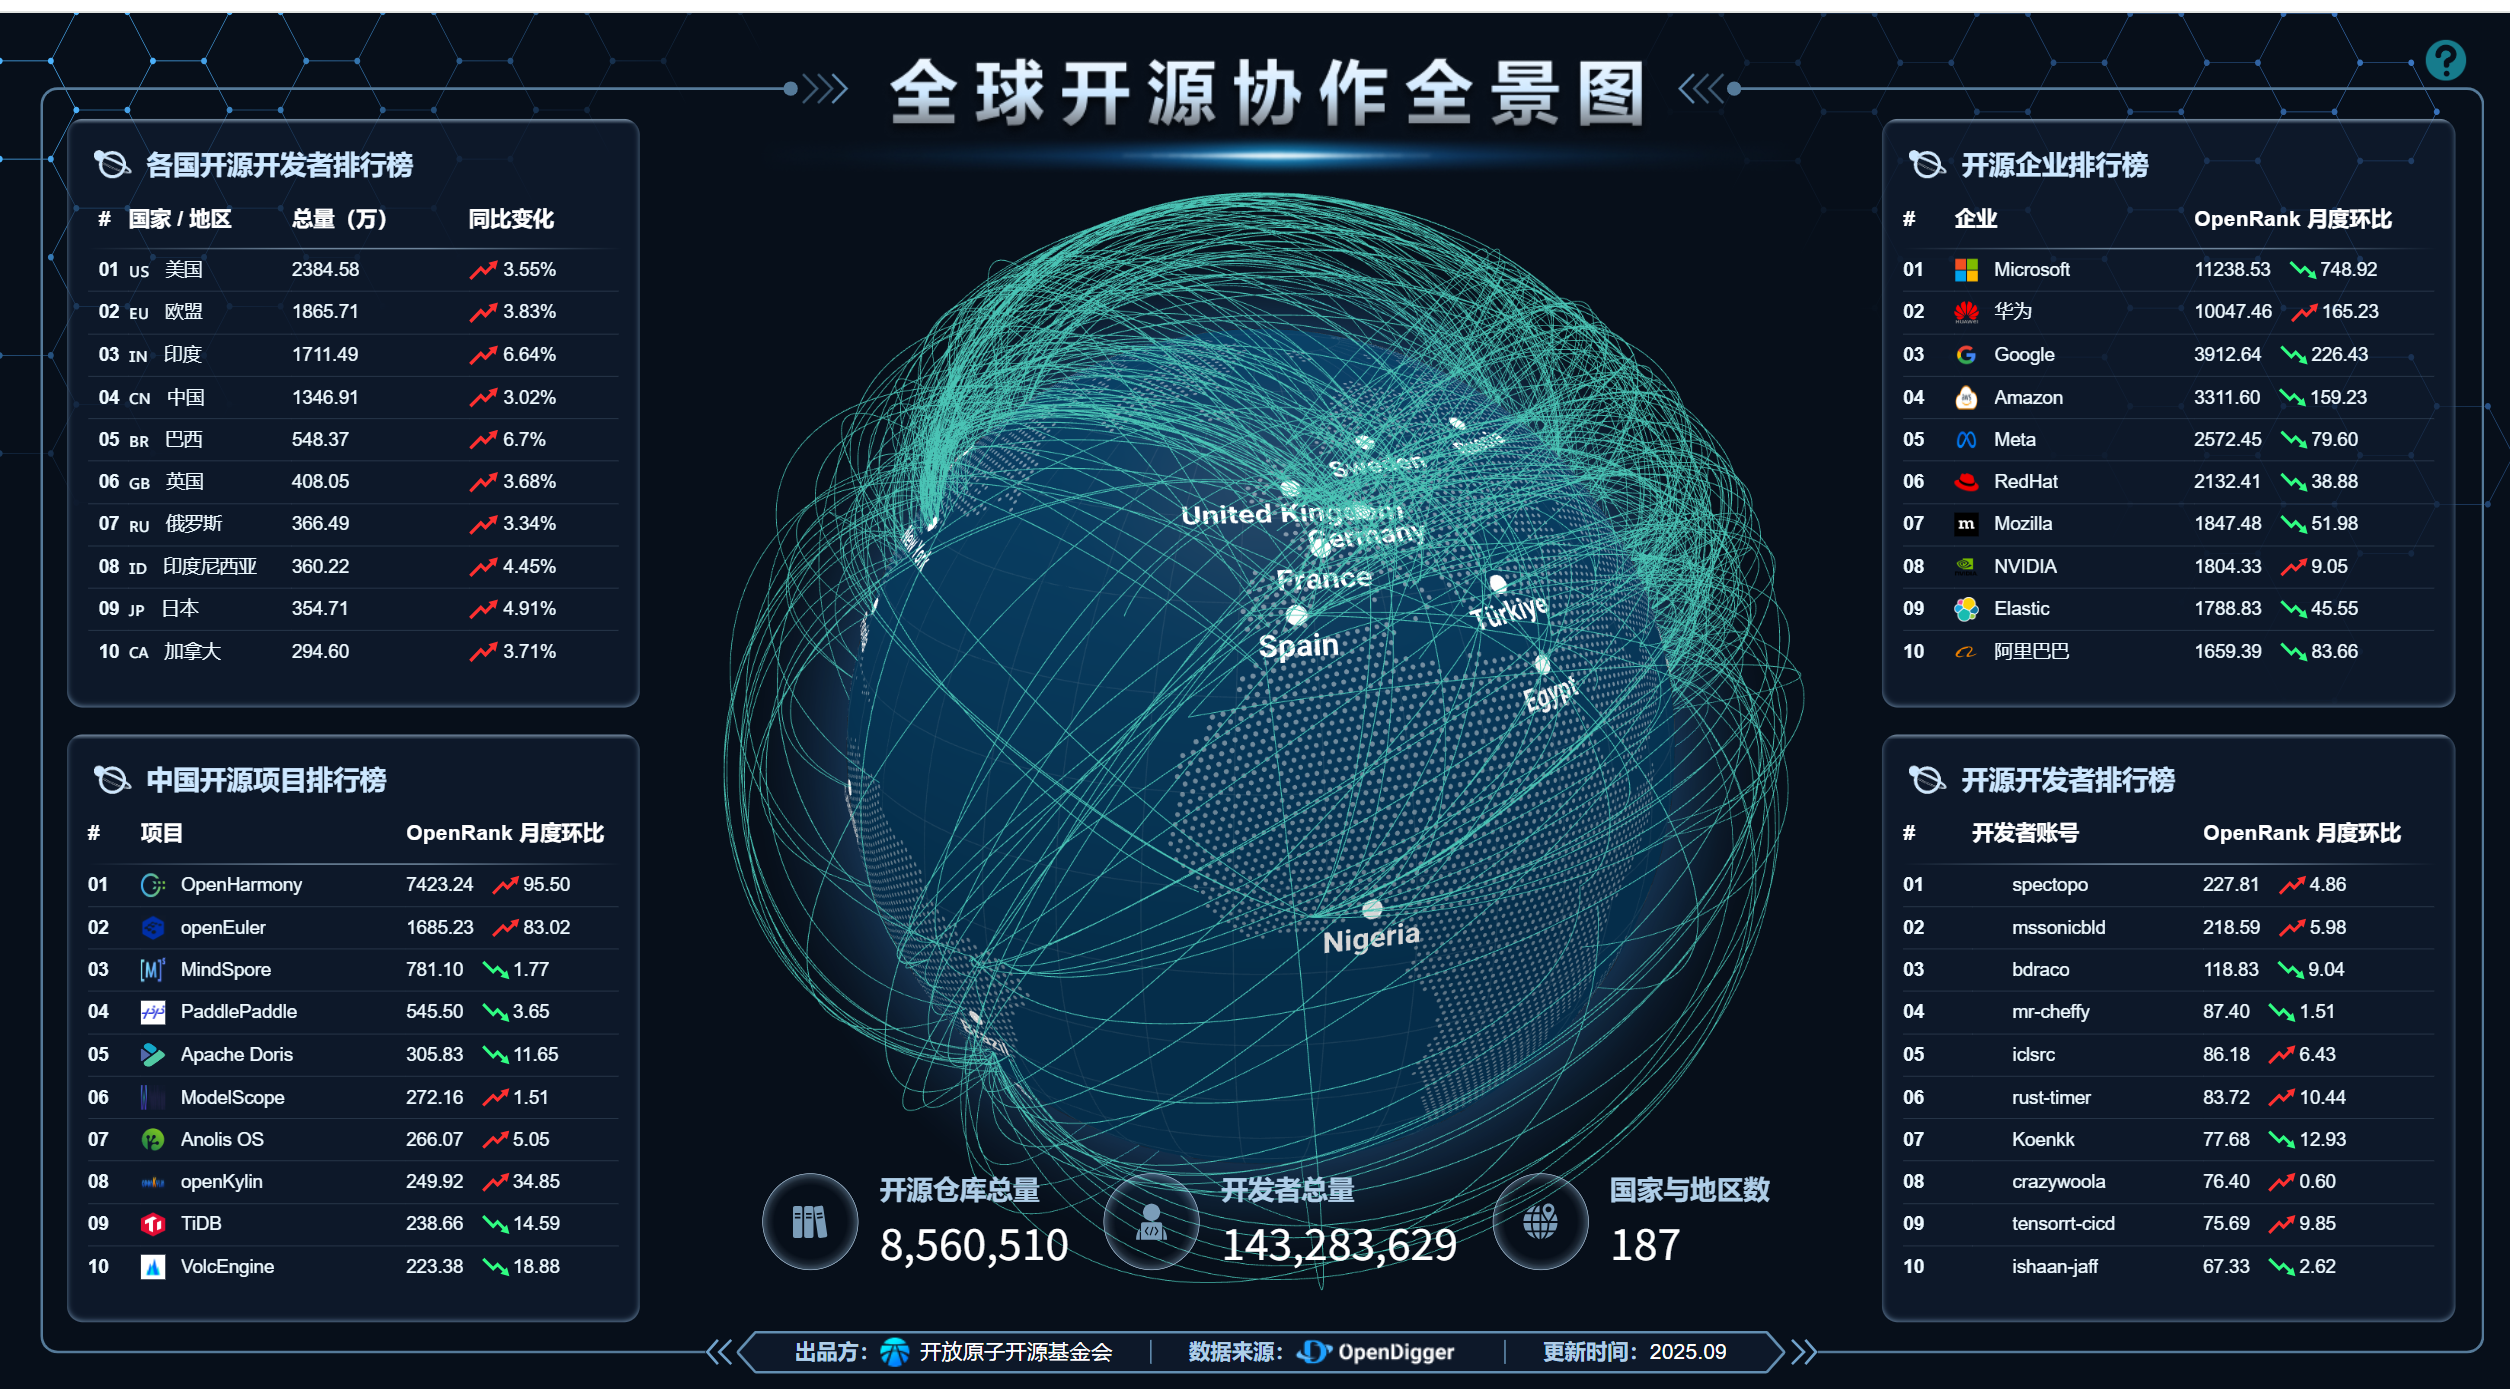 全球开源协作全景图
各国开源开发者排行榜
# 国家 / 地区 总量（万） 同比变化
01 US 美国 2384.58 3.55%
02 EU 欧盟 1865.71 3.83%
03 IN 印度 1711.49 6.64%
04 CN 中国 1346.91 3.02%
05 BR 巴西 548.37 6.7%
06 GB 英国 408.05 3.68%
07 RU 俄罗斯 366.49 3.34%
08 ID 印度尼西亚 360.22 4.45%
09 JP 日本 354.71 4.91%
10 CA 加拿大 294.60 3.71%
中国开源项目排行榜
# 项目 OpenRank 月度环比
01 OpenHarmony 7423.24 95.50
02 openEuler 1685.23 83.02
03 MindSpore 781.10 1.77
04 PaddlePaddle 545.50 3.65
05 Apache Doris 305.83 11.65
06 ModelScope 272.16 1.51
07 Anolis OS 266.07 5.05
08 openKylin 249.92 34.85
09 TiDB 238.66 14.59
10 VolcEngine 223.38 18.88
Sweden
Russia
United Kingdom
Germany
New York
France
Türkiye
Spain
Egypt
Nigeria
Brazil
开源仓库总量
8,560,510
开发者总量
143,283,629
国家与地区数
187
开源企业排行榜
# 企业 OpenRank 月度环比
01 Microsoft 11238.53 748.92
02 华为 10047.46 165.23
03 Google 3912.64 226.43
04 Amazon 3311.60 159.23
05 Meta 2572.45 79.60
06 RedHat 2132.41 38.88
07 Mozilla 1847.48 51.98
08 NVIDIA 1804.33 9.05
09 Elastic 1788.83 45.55
10 阿里巴巴 1659.39 83.66
开源开发者排行榜
# 开发者账号 OpenRank 月度环比
01 spectopo 227.81 4.86
02 mssonicbld 218.59 5.98
03 bdraco 118.83 9.04
04 mr-cheffy 87.40 1.51
05 iclsrc 86.18 6.43
06 rust-timer 83.72 10.44
07 Koenkk 77.68 12.93
08 crazywoola 76.40 0.60
09 tensorrt-cicd 75.69 9.85
10 ishaan-jaff 67.33 2.62
出品方： 开放原子开源基金会 数据来源： OpenDigger 更新时间：2025.09